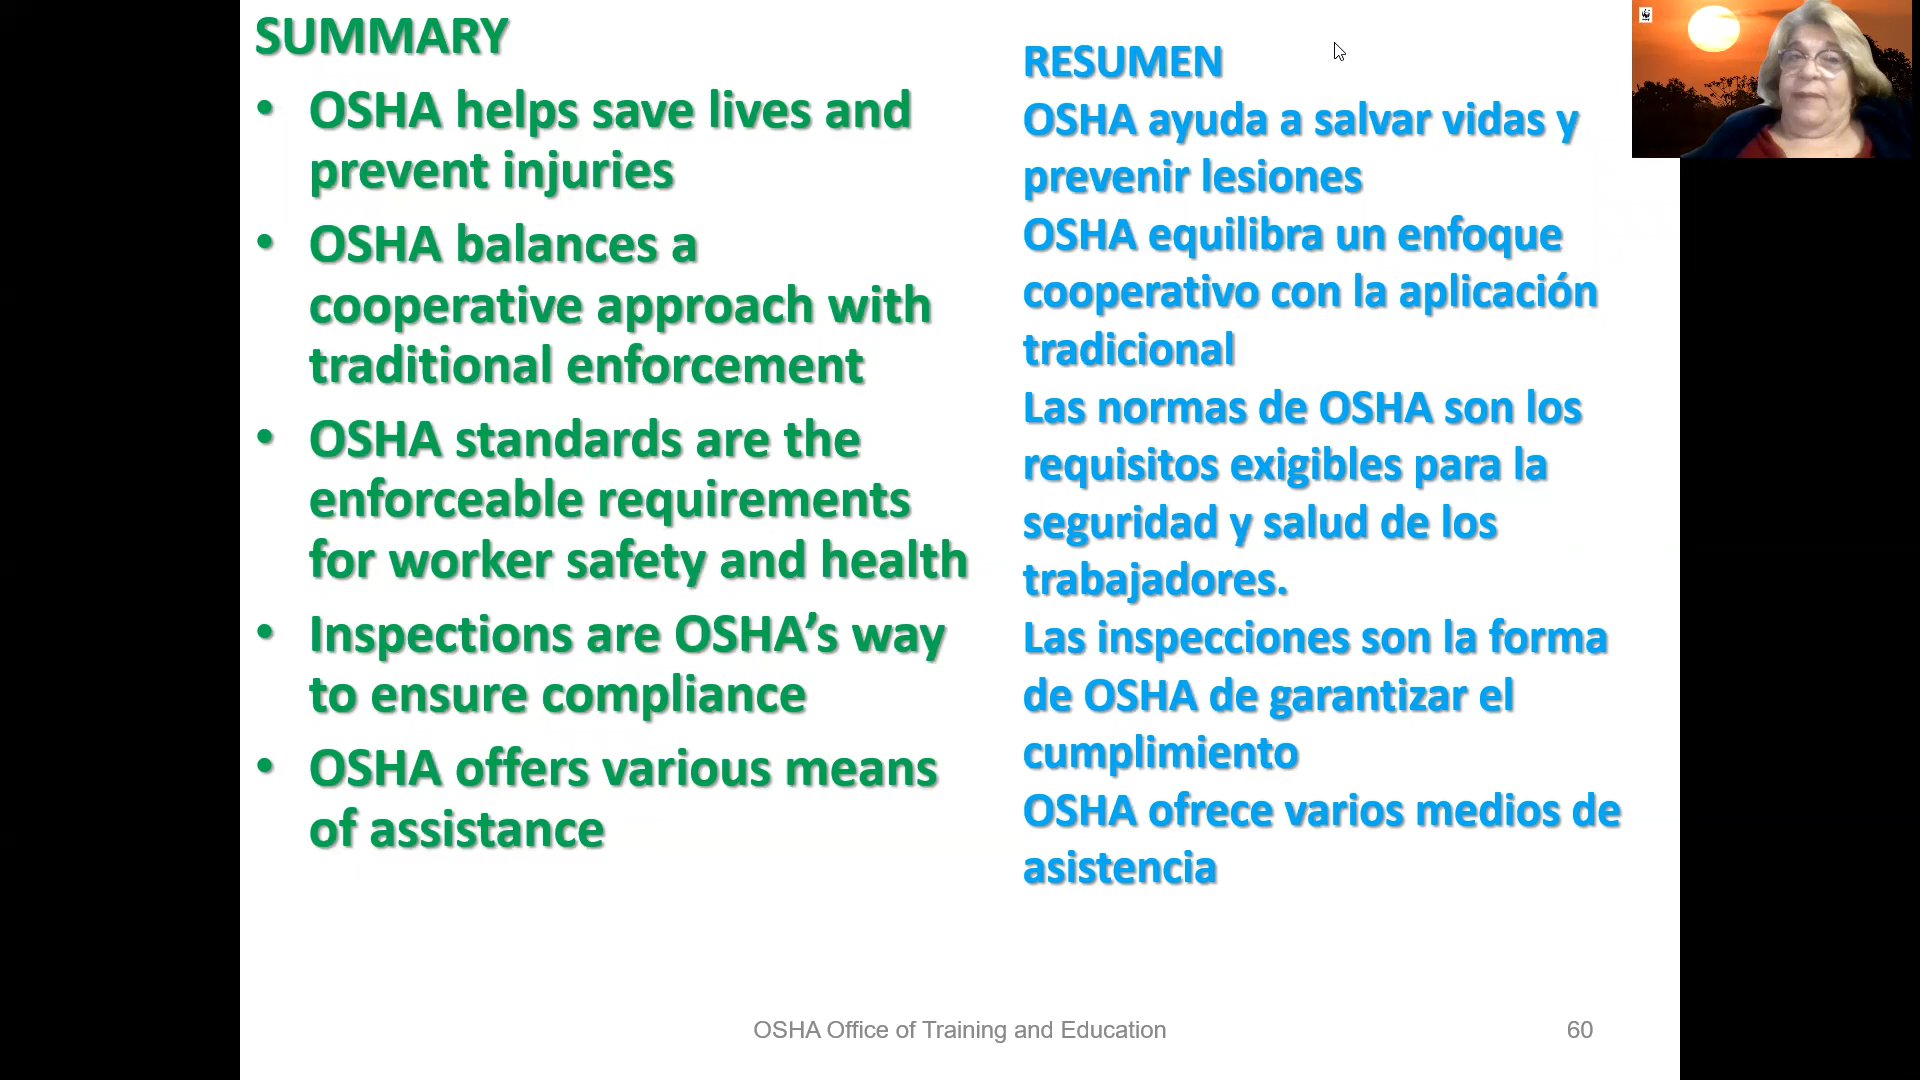 SUMMARY
• OSHA helps save lives and
prevent injuries
• OSHA balances a
cooperative approach with
traditional enforcement
• OSHA standards are the
enforceable requirements
for worker safety and health
• Inspections are OSHA’s way
to ensure compliance
• OSHA offers various means
of assistance
RESUMEN
OSHA ayuda a salvar vidas y
prevenir lesiones
OSHA equilibra un enfoque
cooperativo con la aplicación
tradicional
Las normas de OSHA son los
requisitos exigibles para la
seguridad y salud de los
trabajadores.
Las inspecciones son la forma
de OSHA de garantizar el
cumplimiento
OSHA ofrece varios medios de
asistencia
OSHA Office of Training and Education
60